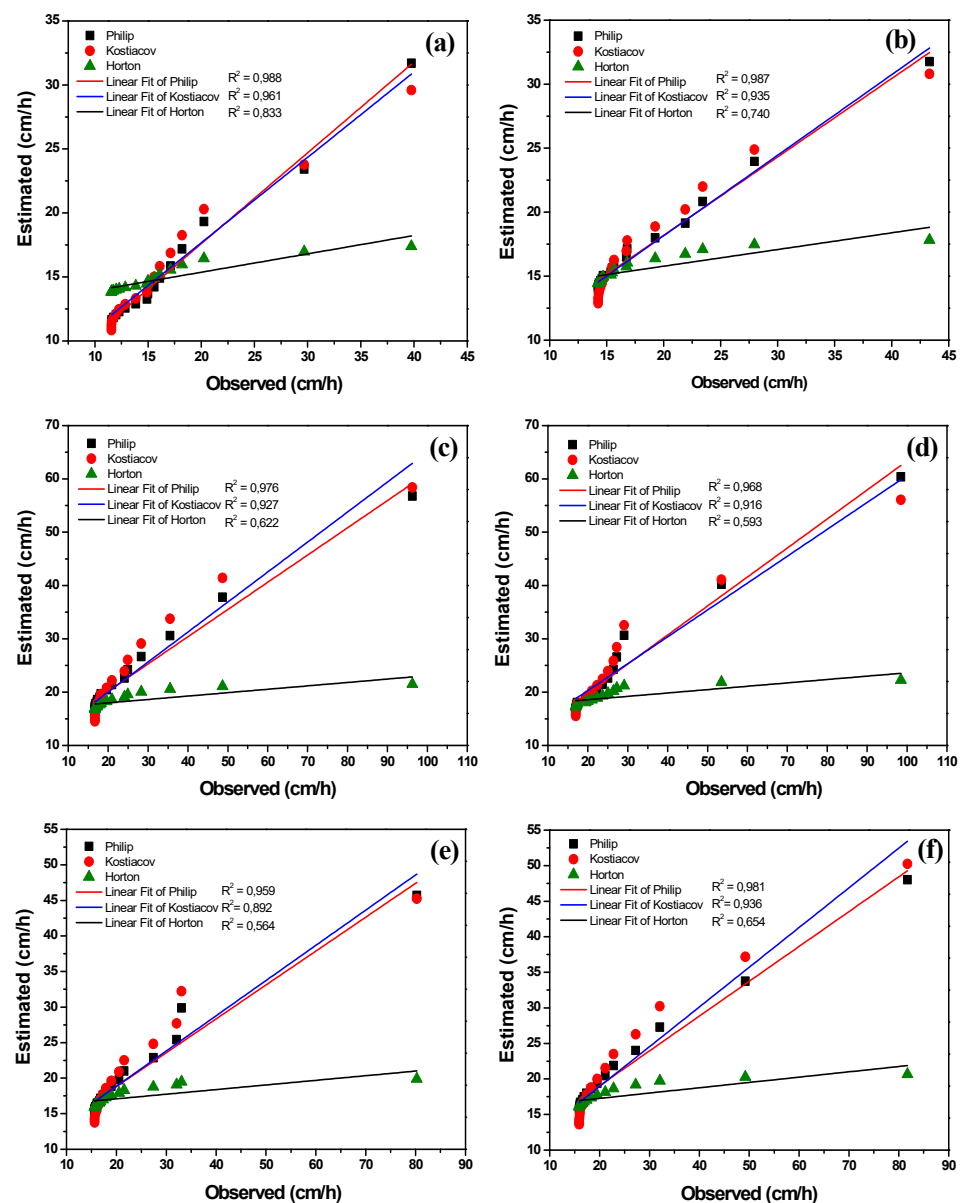 (a)
Philip
Kostiacov
Horton
Linear Fit of Philip R² = 0,988
Linear Fit of Kostiacov R² = 0,961
Linear Fit of Horton R² = 0,833
35
30
25
20
15
10
Estimated (cm/h)
10 15 20 25 30 35 40 45
Observed (cm/h)
(b)
Philip
Kostiacov
Horton
Linear Fit of Philip R² = 0,987
Linear Fit of Kostiacov R² = 0,935
Linear Fit of Horton R² = 0,740
35
30
25
20
15
10
Estimated (cm/h)
10 15 20 25 30 35 40 45
Observed (cm/h)
(c)
Philip
Kostiacov
Horton
Linear Fit of Philip R² = 0,976
Linear Fit of Kostiacov R² = 0,927
Linear Fit of Horton R² = 0,622
70
60
50
40
30
20
10
Estimated (cm/h)
10 20 30 40 50 60 70 80 90 100 110
Observed (cm/h)
(d)
Philip
Kostiacov
Horton
Linear Fit of Philip R² = 0,968
Linear Fit of Kostiacov R² = 0,916
Linear Fit of Horton R² = 0,593
70
60
50
40
30
20
10
Estimated (cm/h)
10 20 30 40 50 60 70 80 90 100 110
Observed (cm/h)
(e)
Philip
Kostiacov
Horton
Linear Fit of Philip R² = 0,959
Linear Fit of Kostiacov R² = 0,892
Linear Fit of Horton R² = 0,564
55
50
45
40
35
30
25
20
15
10
Estimated (cm/h)
10 20 30 40 50 60 70 80 90
Observed (cm/h)
(f)
Philip
Kostiacov
Horton
Linear Fit of Philip R² = 0,981
Linear Fit of Kostiacov R² = 0,936
Linear Fit of Horton R² = 0,654
55
50
45
40
35
30
25
20
15
10
Estimated (cm/h)
10 20 30 40 50 60 70 80 90
Observed (cm/h)